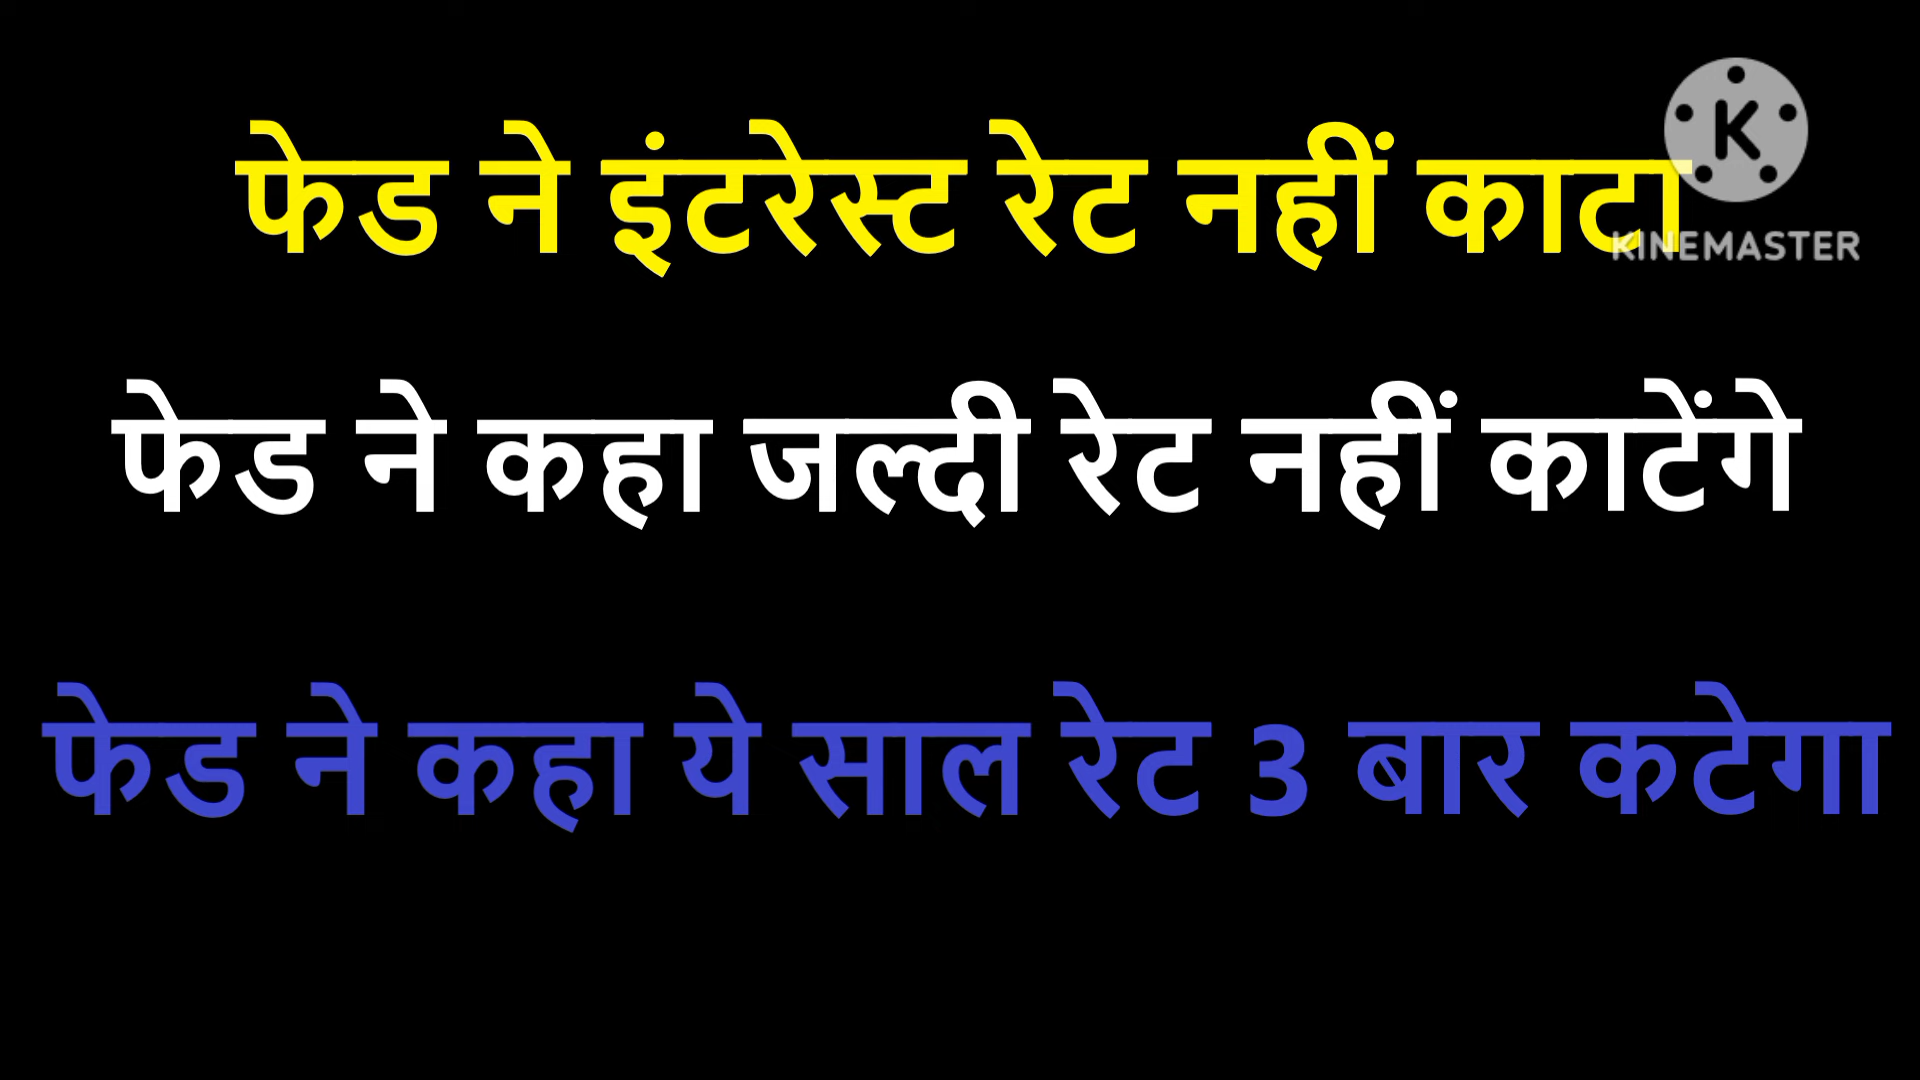 फेड ने इंटरेस्ट रेट नहीं काटा
K
KINEMASTER
फेड ने कहा जल्दी रेट नहीं काटेंगे
फेड ने कहा ये साल रेट 3 बार कटेगा